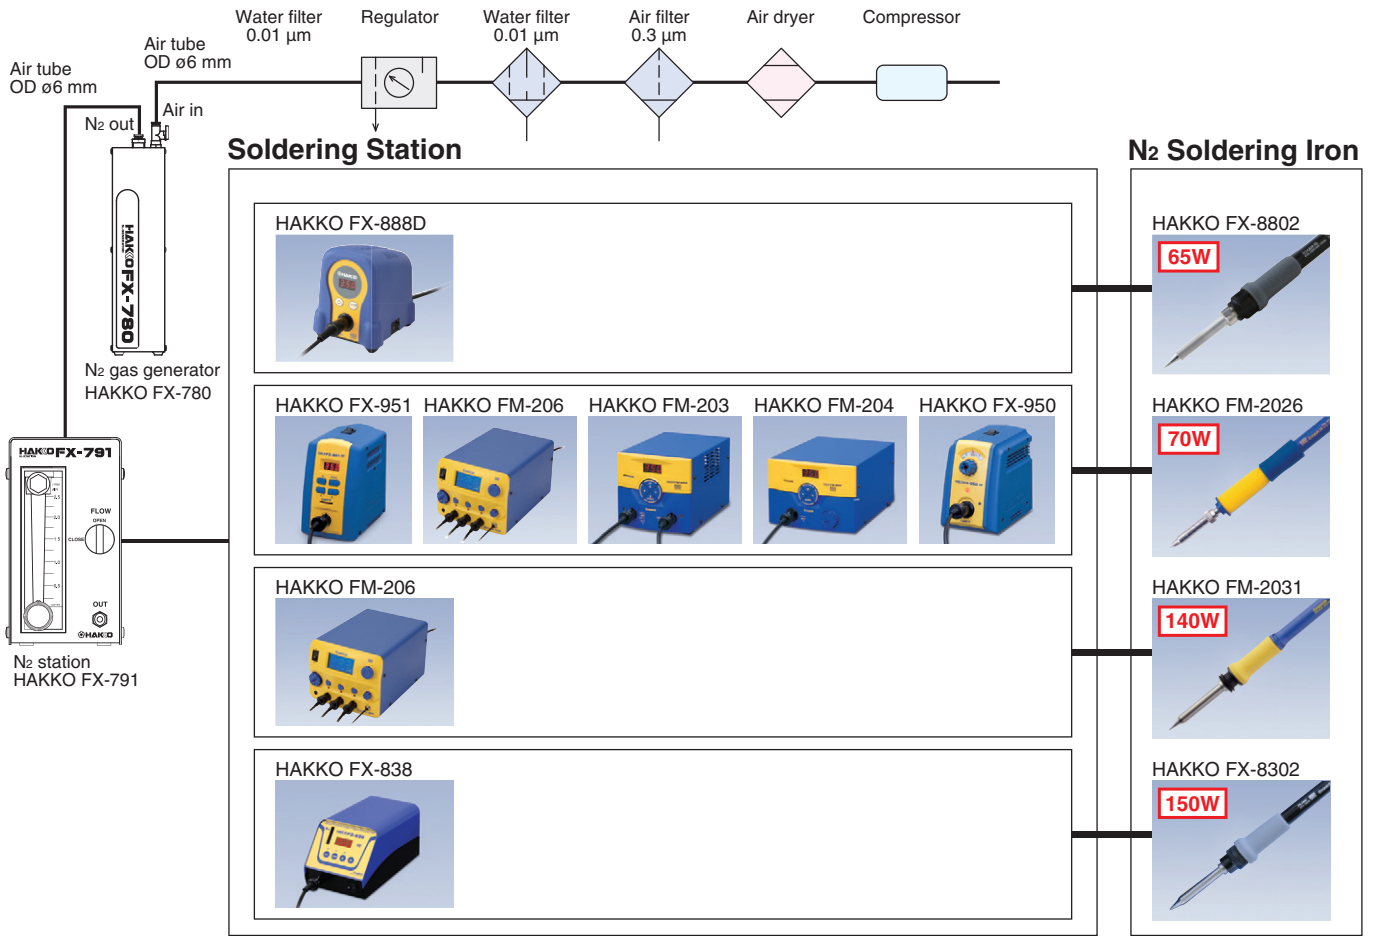 Water filter
0.01 µm
Regulator
Water filter
0.01 µm
Air filter
0.3 µm
Air dryer
Compressor
Air tube
OD ø6 mm
Air tube
OD ø6 mm
N2 out
Air in
HAKKO FX-780
N2 gas generator
HAKKO FX-780
HAKKO FX-791
FLOW
OPEN
CLOSE
OUT
HAKKO
N2 station
HAKKO FX-791
Soldering Station
HAKKO FX-888D
HAKKO
HAKKO FX-951
HAKKO FM-206
HAKKO FM-203
HAKKO FM-204
HAKKO FX-950
HAKKO FM-206
HAKKO FX-838
N2 Soldering Iron
HAKKO FX-8802
65W
HAKKO FM-2026
70W
HAKKO FM-2031
140W
HAKKO FX-8302
150W